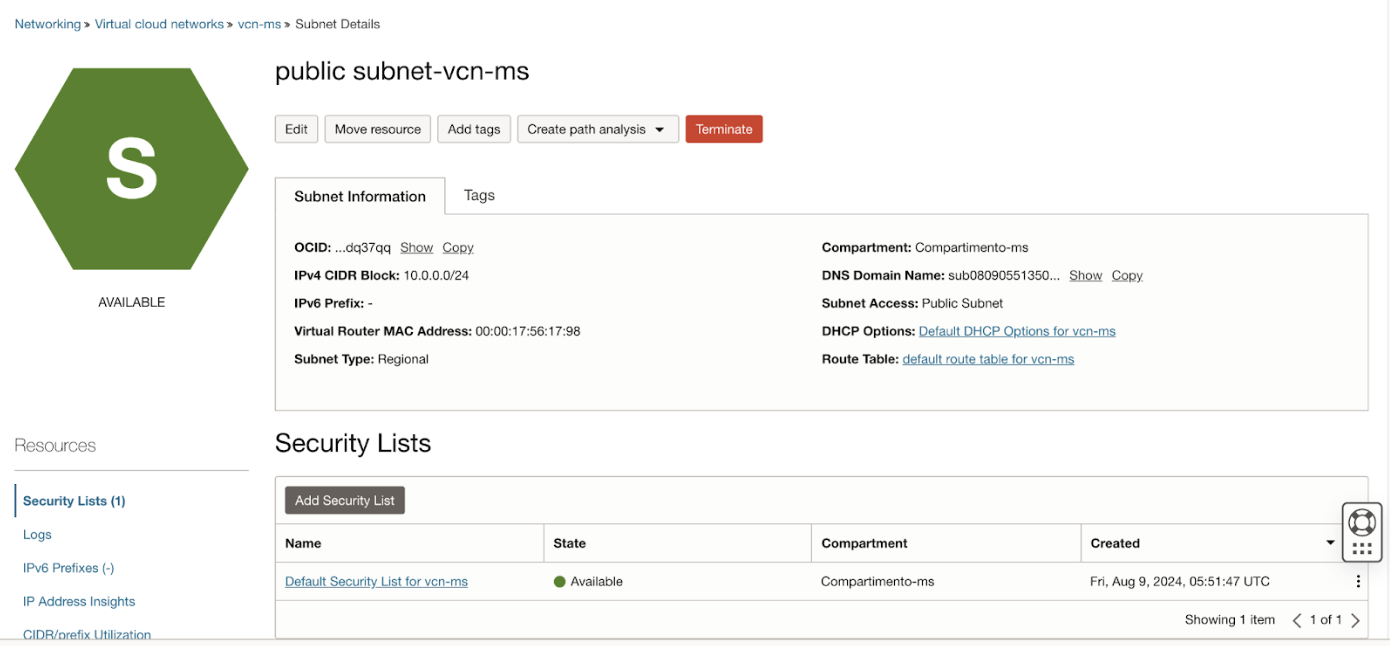 Networking » Virtual cloud networks » vcn-ms » Subnet Details
S
AVAILABLE
public subnet-vcn-ms
Edit Move resource Add tags Create path analysis Terminate
Subnet Information Tags
OCID: ...dq37qq Show Copy
IPv4 CIDR Block: 10.0.0.0/24
IPv6 Prefix: -
Virtual Router MAC Address: 00:00:17:56:17:98
Subnet Type: Regional
Compartment: Compartimento-ms
DNS Domain Name: sub08090551350... Show Copy
Subnet Access: Public Subnet
DHCP Options: Default DHCP Options for vcn-ms
Route Table: default route table for vcn-ms
Resources
Security Lists (1)
Logs
IPv6 Prefixes (-)
IP Address Insights
CIDR/prefix Utilization
Security Lists
Add Security List
Name State Compartment Created
Default Security List for vcn-ms Available Compartimento-ms Fri, Aug 9, 2024, 05:51:47 UTC
Showing 1 item < 1 of 1 >